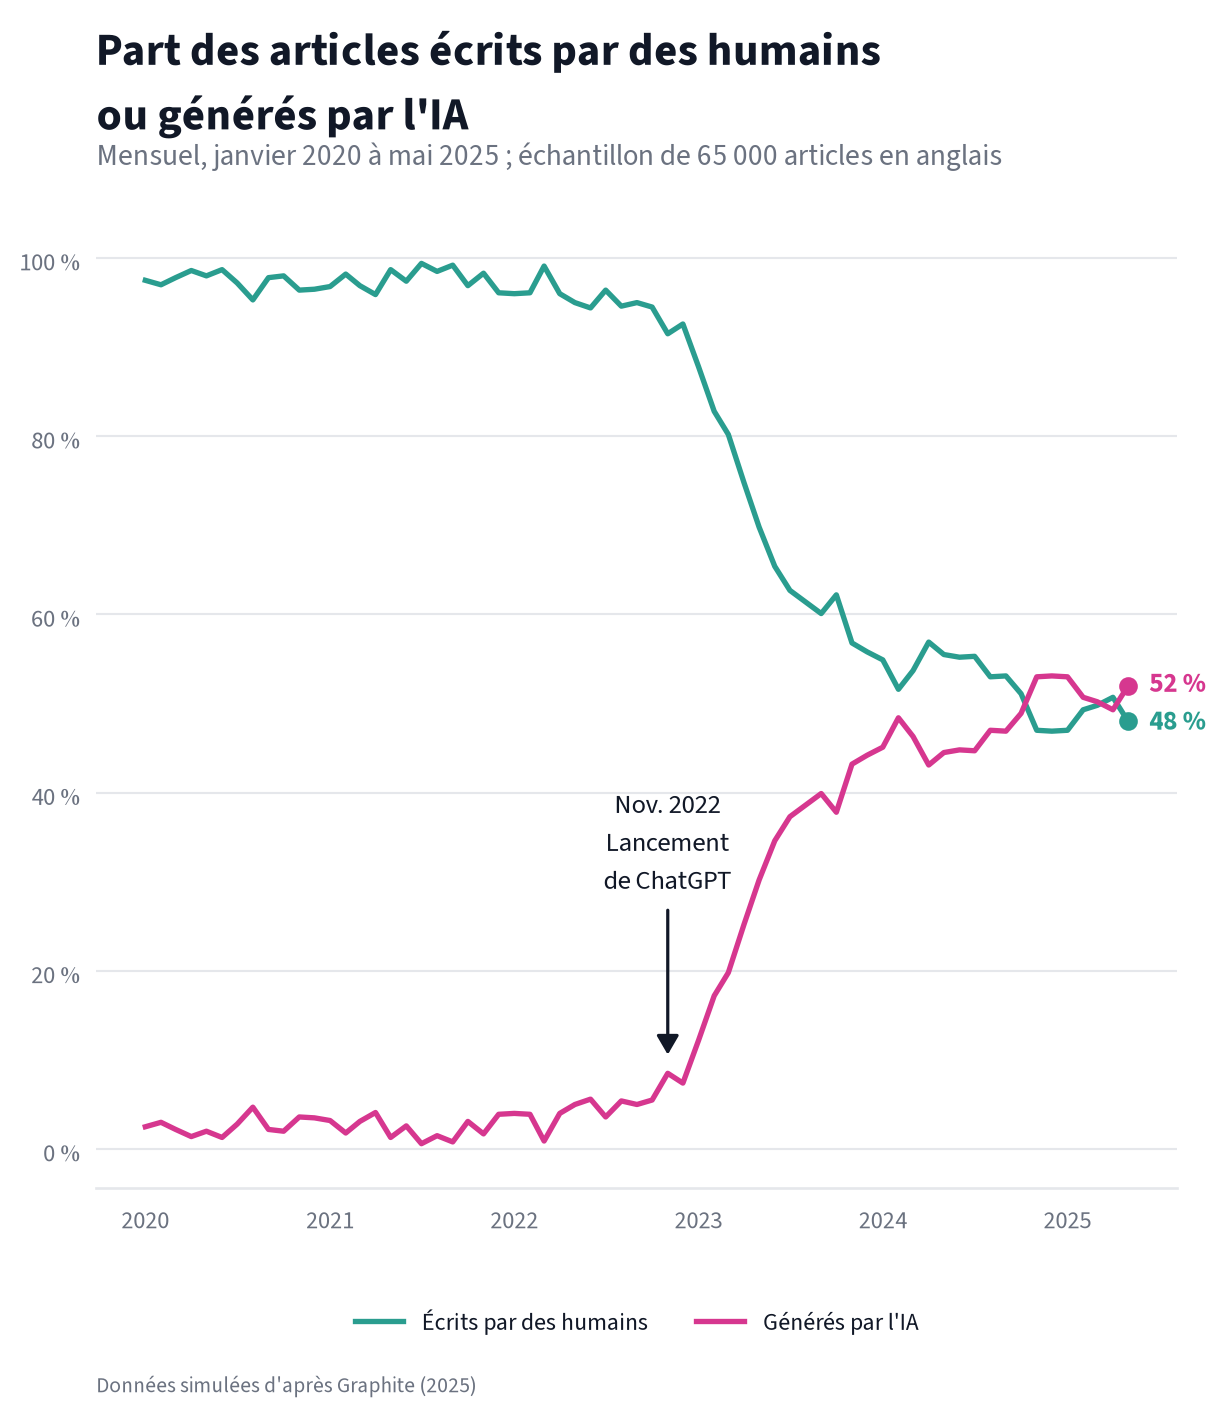 Part des articles écrits par des humains
ou générés par l'IA
Mensuel, janvier 2020 à mai 2025 ; échantillon de 65 000 articles en anglais
100 %
80 %
60 %
40 %
20 %
0 %
52 %
48 %
Nov. 2022
Lancement
de ChatGPT
2020
2021
2022
2023
2024
2025
Écrits par des humains
Générés par l'IA
Données simulées d'après Graphite (2025)